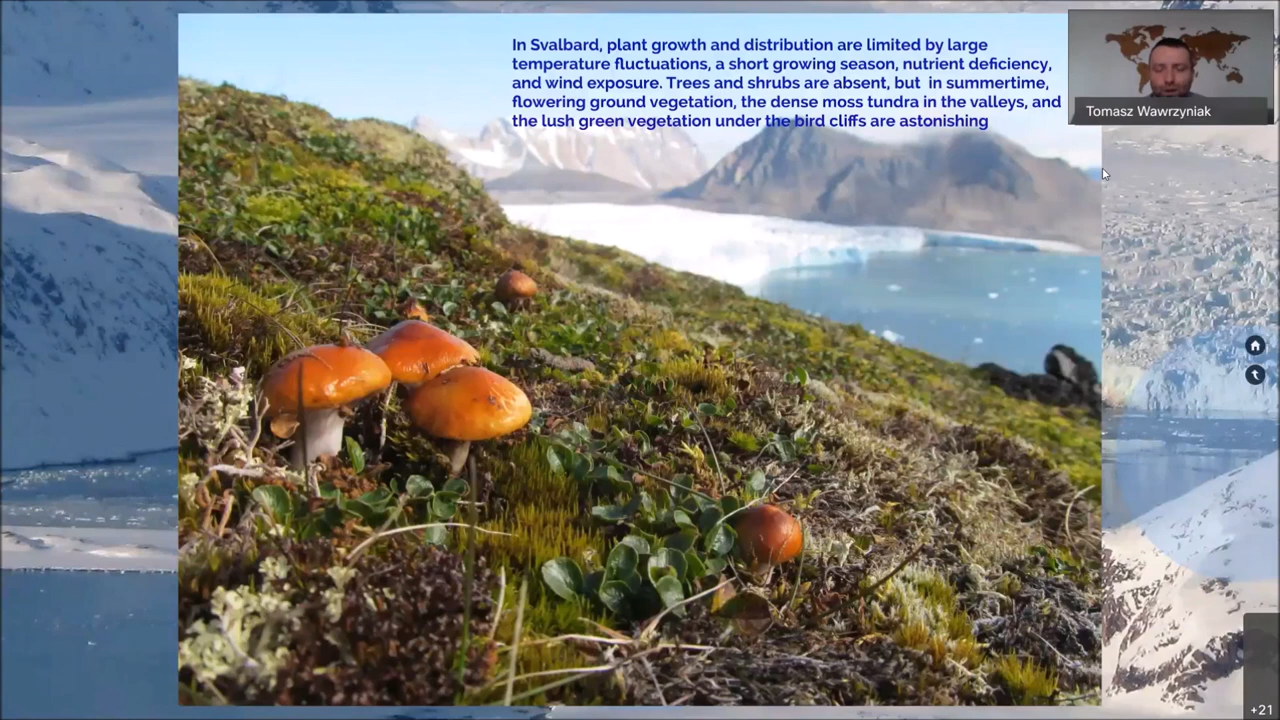 In Svalbard, plant growth and distribution are limited by large
temperature fluctuations, a short growing season, nutrient deficiency,
and wind exposure. Trees and shrubs are absent, but  in summertime,
flowering ground vegetation, the dense moss tundra in the valleys, and
the lush green vegetation under the bird cliffs are astonishing
Tomasz Wawrzyniak
+21